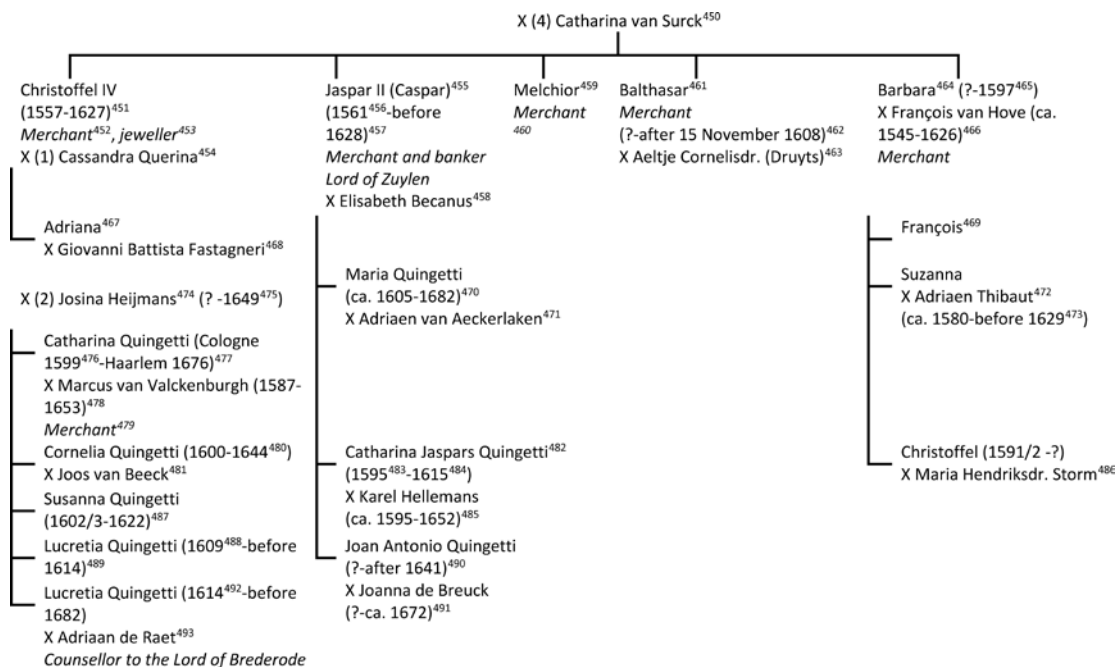 X (4) Catharina van Surck450
Christoffel IV
(1557-1627)451
Merchant452, jeweller453
X (1) Cassandra Querina454
Adriana467
X Giovanni Battista Fastagneri468
X (2) Josina Heijmans474 (? -1649475)
Catharina Quingetti (Cologne
1599476-Haarlem 1676)477
X Marcus van Valckenburgh (1587-
1653)478
Merchant479
Cornelia Quingetti (1600-1644480)
X Joos van Beeck481
Susanna Quingetti
(1602/3-1622)487
Lucretia Quingetti (1609488-before
1614)489
Lucretia Quingetti (1614492-before
1682)
X Adriaan de Raet493
Counsellor to the Lord of Brederode
Jaspar II (Caspar)455
(1561456-before
1628)457
Merchant and banker
Lord of Zuylen
X Elisabeth Becanus458
Maria Quingetti
(ca. 1605-1682)470
X Adriaen van Aeckerlaken471
Catharina Jaspars Quingetti482
(1595483-1615484)
X Karel Hellemans
(ca. 1595-1652)485
Joan Antonio Quingetti
(?-after 1641)490
X Joanna de Breuck
(?-ca. 1672)491
Melchior459
Merchant
460
Balthasar461
Merchant
(?-after 15 November 1608)462
X Aeltje Cornelisdr. (Druyts)463
Barbara464 (?-1597465)
X François van Hove (ca.
1545-1626)466
Merchant
François469
Suzanna
X Adriaen Thibaut472
(ca. 1580-before 1629473)
Christoffel (1591/2 -?)
X Maria Hendriksdr. Storm486